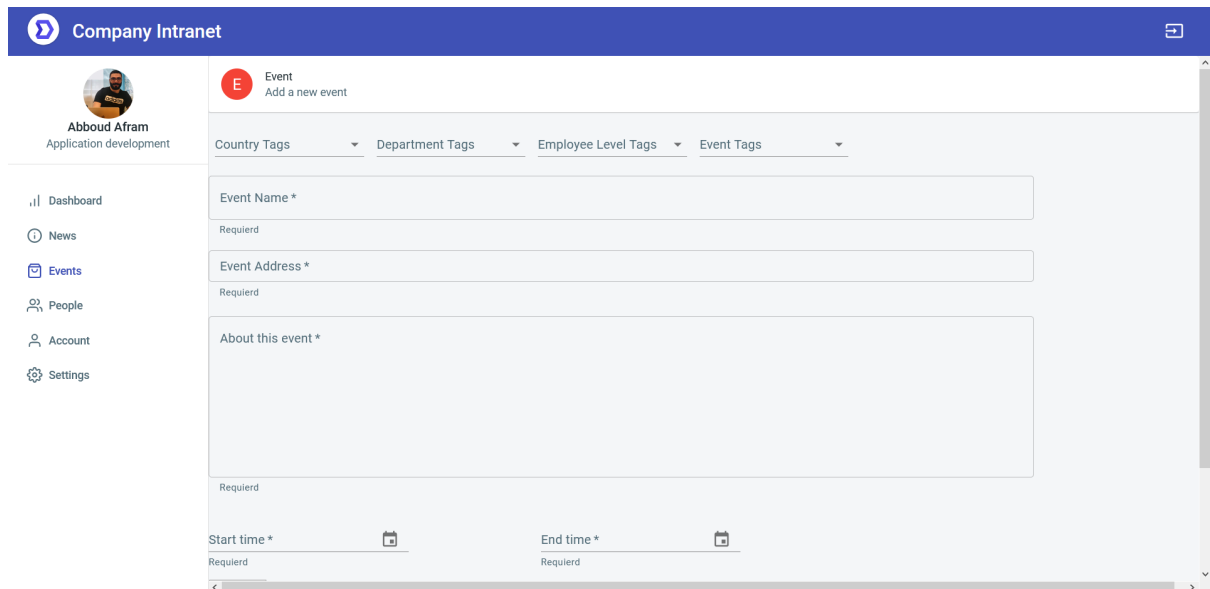 Company Intranet
Abboud Afram
Application development
Dashboard
News
Events
People
Account
Settings
E
Event
Add a new event
Country Tags
Department Tags
Employee Level Tags
Event Tags
Event Name *
Requierd
Event Address *
Requierd
About this event *
Requierd
Start time *
Requierd
End time *
Requierd